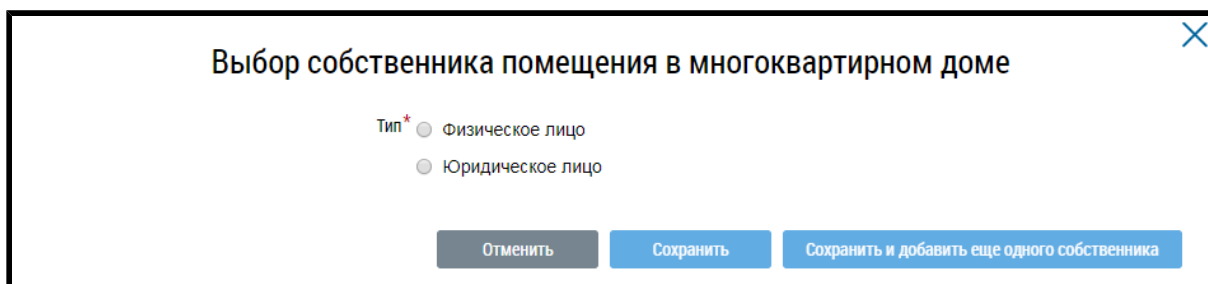 Выбор собственника помещения в многоквартирном доме
Тип* Физическое лицо
Юридическое лицо
Отменить Сохранить Сохранить и добавить еще одного собственника